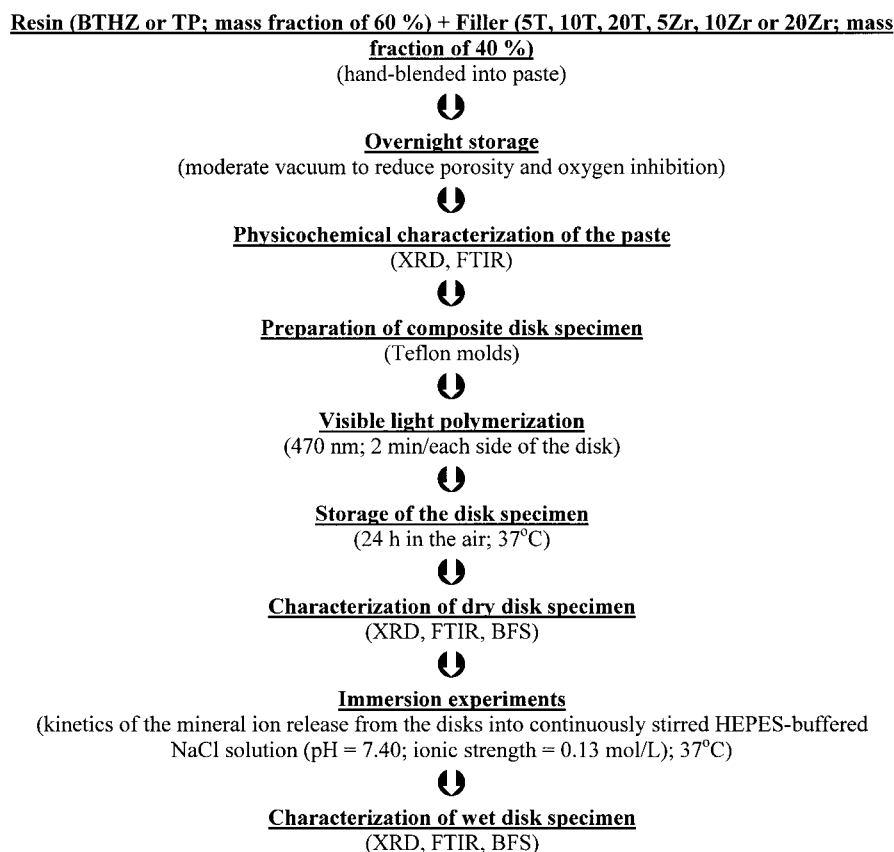 Resin (BTHZ or TP; mass fraction of 60 %) + Filler (5T, 10T, 20T, 5Zr, 10Zr or 20Zr; mass
fraction of 40 %)
(hand-blended into paste)
Overnight storage
(moderate vacuum to reduce porosity and oxygen inhibition)
Physicochemical characterization of the paste
(XRD, FTIR)
Preparation of composite disk specimen
(Teflon molds)
Visible light polymerization
(470 nm; 2 min/each side of the disk)
Storage of the disk specimen
(24 h in the air; 37°C)
Characterization of dry disk specimen
(XRD, FTIR, BFS)
Immersion experiments
(kinetics of the mineral ion release from the disks into continuously stirred HEPES-buffered
NaCl solution (pH = 7.40; ionic strength = 0.13 mol/L); 37°C)
Characterization of wet disk specimen
(XRD, FTIR, BFS)